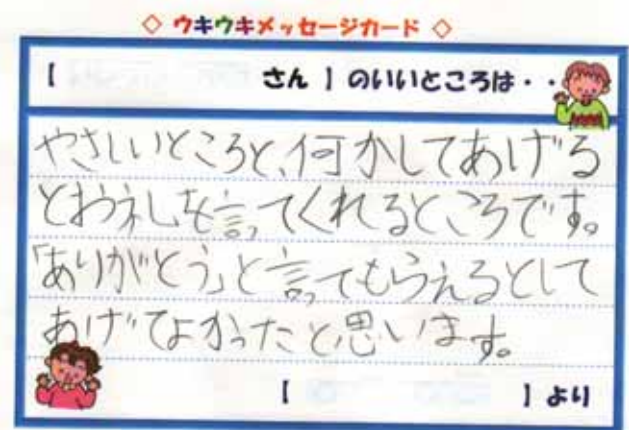 ◇ ウキウキメッセージカード ◇
【 さん 】のいいところは・・
やさしいところと、何かしてあげる
とお礼を言ってくれるところです。
「ありがとう」と言ってもらえるとして
あげてよかったと思います。
【 】より